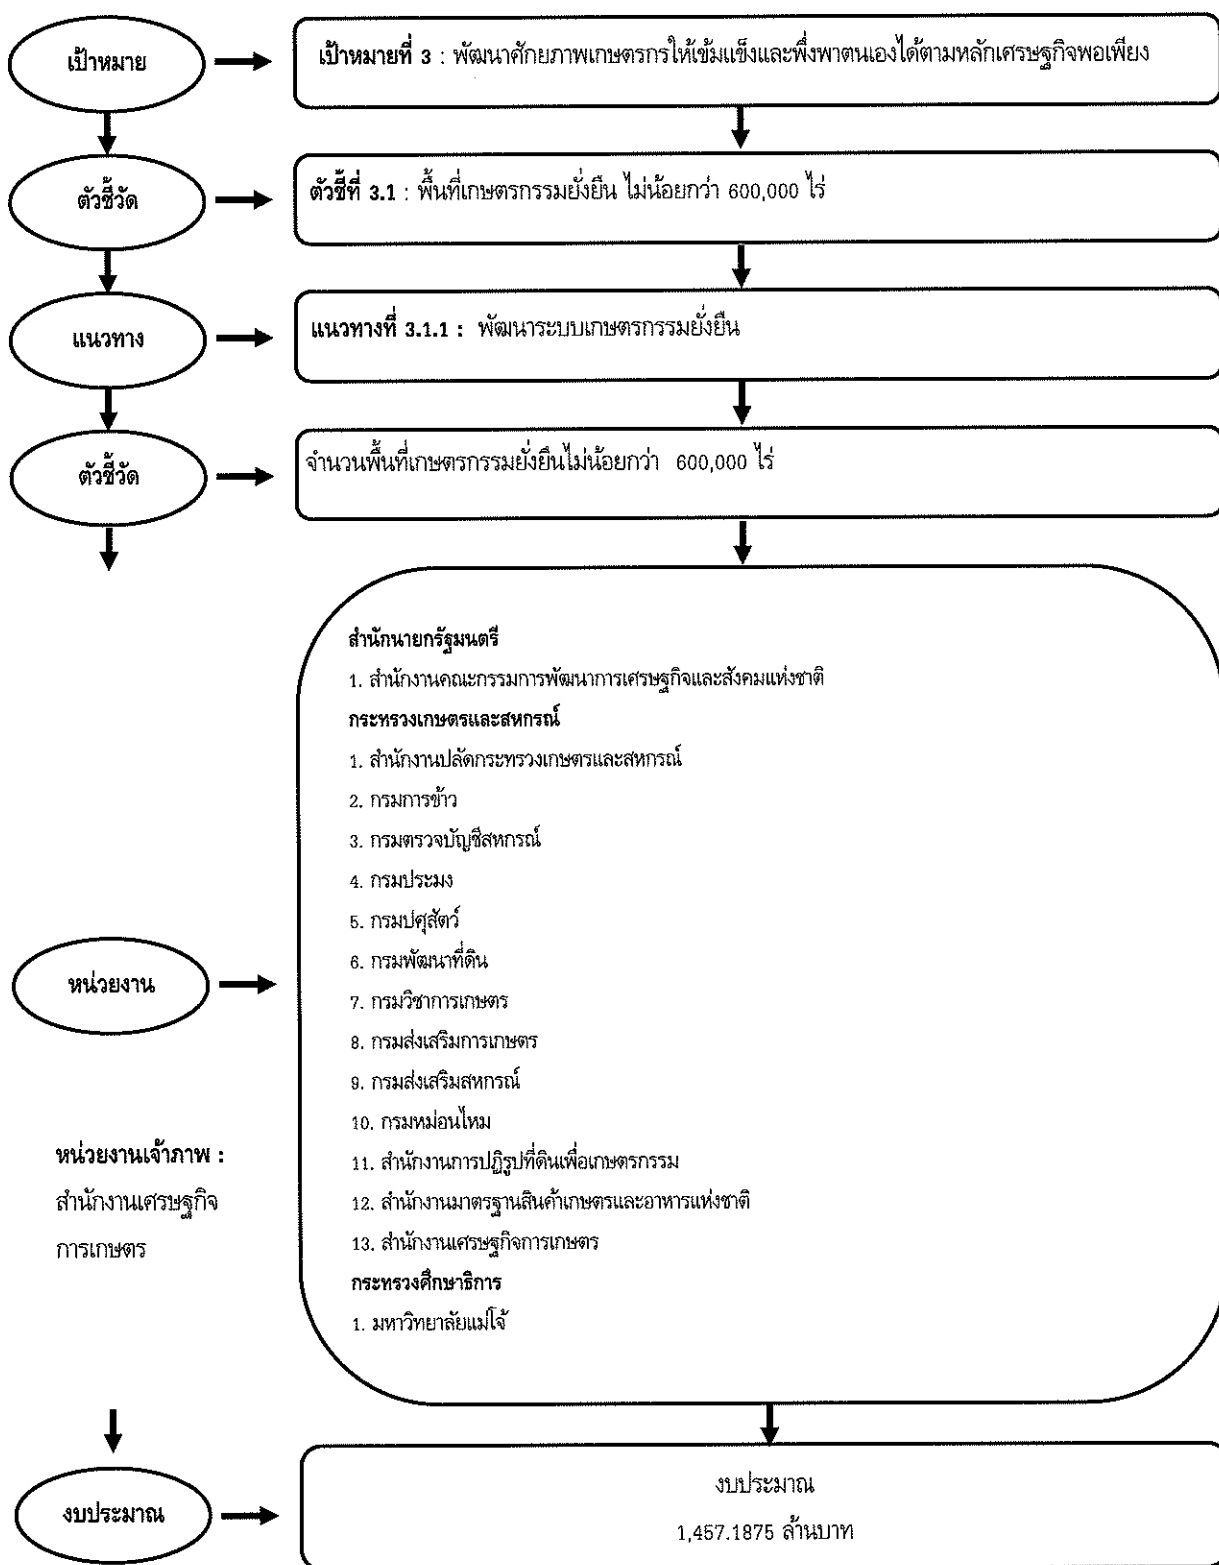 เป้าหมาย
เป้าหมายที่ 3 : พัฒนาศักยภาพเกษตรกรให้เข้มแข็งและพึ่งพาตนเองได้ตามหลักเศรษฐกิจพอเพียง
ตัวชี้วัด
ตัวชี้ที่ 3.1 : พื้นที่เกษตรกรรมยั่งยืน ไม่น้อยกว่า 600,000 ไร่
แนวทาง
แนวทางที่ 3.1.1 : พัฒนาระบบเกษตรกรรมยั่งยืน
ตัวชี้วัด
จำนวนพื้นที่เกษตรกรรมยั่งยืนไม่น้อยกว่า 600,000 ไร่
สำนักนายกรัฐมนตรี
1. สำนักงานคณะกรรมการพัฒนาการเศรษฐกิจและสังคมแห่งชาติ
กระทรวงเกษตรและสหกรณ์
1. สำนักงานปลัดกระทรวงเกษตรและสหกรณ์
2. กรมการข้าว
3. กรมตรวจบัญชีสหกรณ์
4. กรมประมง
5. กรมปศุสัตว์
6. กรมพัฒนาที่ดิน
7. กรมวิชาการเกษตร
8. กรมส่งเสริมการเกษตร
9. กรมส่งเสริมสหกรณ์
10. กรมหม่อนไหม
11. สำนักงานการปฏิรูปที่ดินเพื่อเกษตรกรรม
12. สำนักงานมาตรฐานสินค้าเกษตรและอาหารแห่งชาติ
13. สำนักงานเศรษฐกิจการเกษตร
กระทรวงศึกษาธิการ
1. มหาวิทยาลัยแม่โจ้
หน่วยงาน
หน่วยงานเจ้าภาพ :
สำนักงานเศรษฐกิจ
การเกษตร
งบประมาณ
งบประมาณ
1,457.1875 ล้านบาท